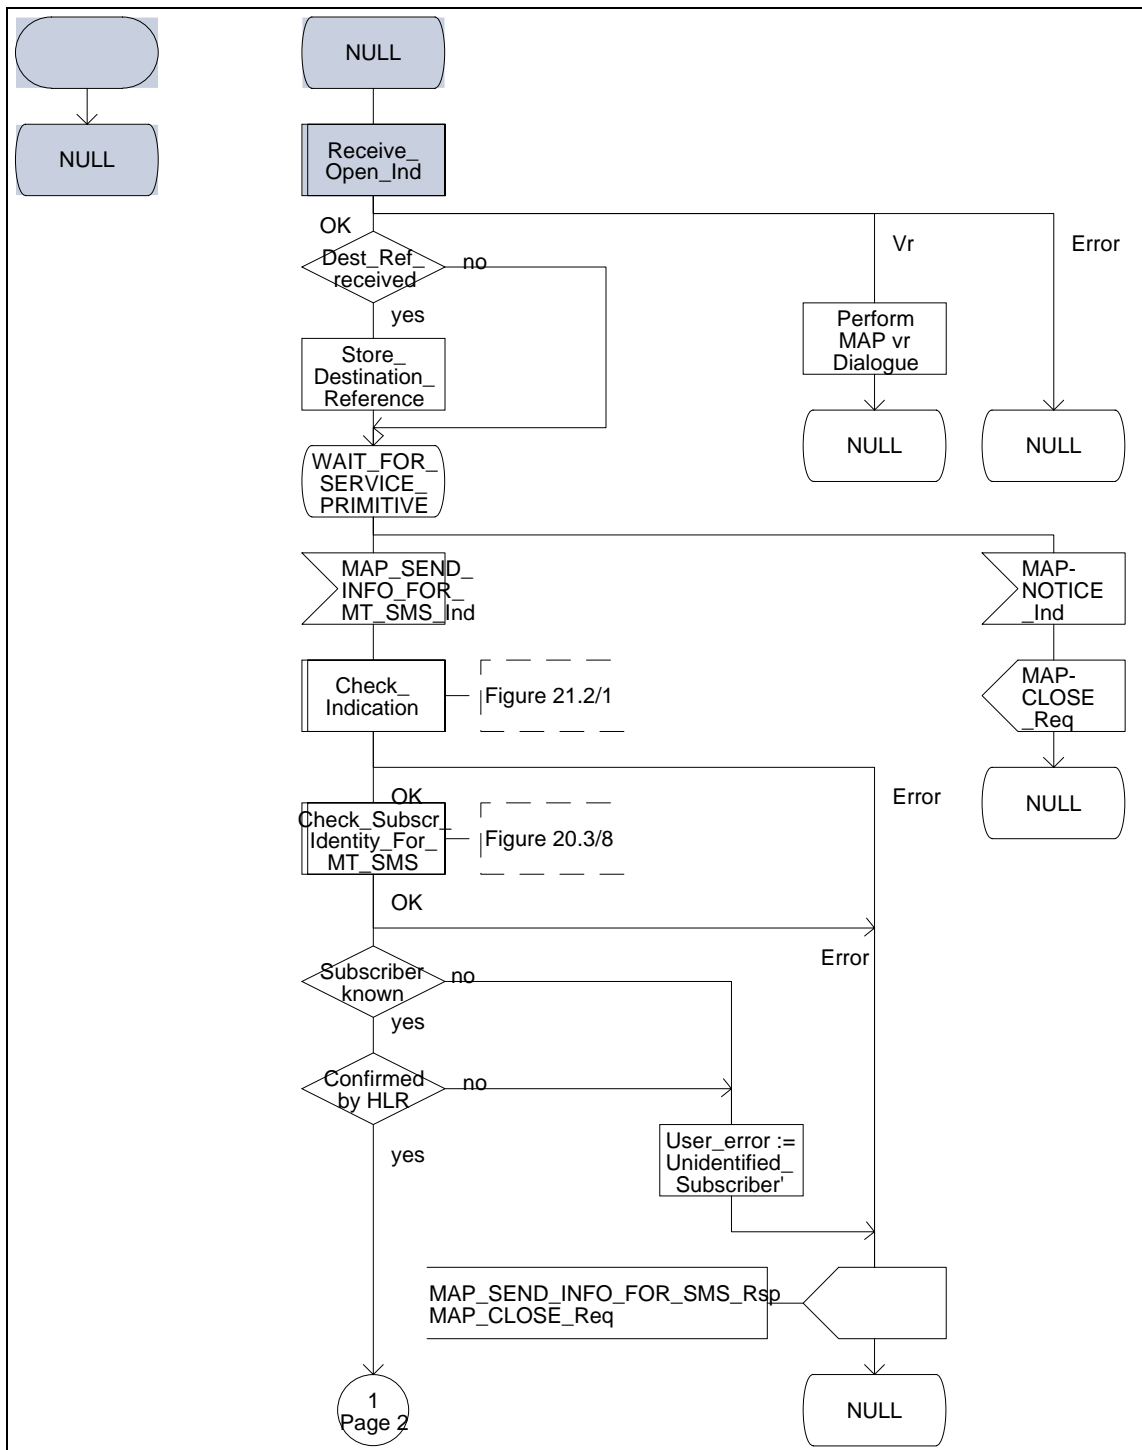 NULL
NULL
Receive_
Open_Ind
OK
Vr
Error
Dest_Ref_
received
no
yes
Perform
MAP vr
Dialogue
Store_
Destination_
Reference
NULL
NULL
WAIT_FOR_
SERVICE_
PRIMITIVE
MAP_SEND_
INFO_FOR_
MT_SMS_Ind
MAP-
NOTICE
_Ind
Check_
Indication
Figure 21.2/1
MAP-
CLOSE
_Req
OK
Error
NULL
Check_Subscr_
Identity_For_
MT_SMS
Figure 20.3/8
OK
Error
Subscriber
known
no
yes
Confirmed
by HLR
no
yes
User_error :=
Unidentified_
Subscriber'
MAP_SEND_INFO_FOR_SMS_Rsp
MAP_CLOSE_Req
1
Page 2
NULL